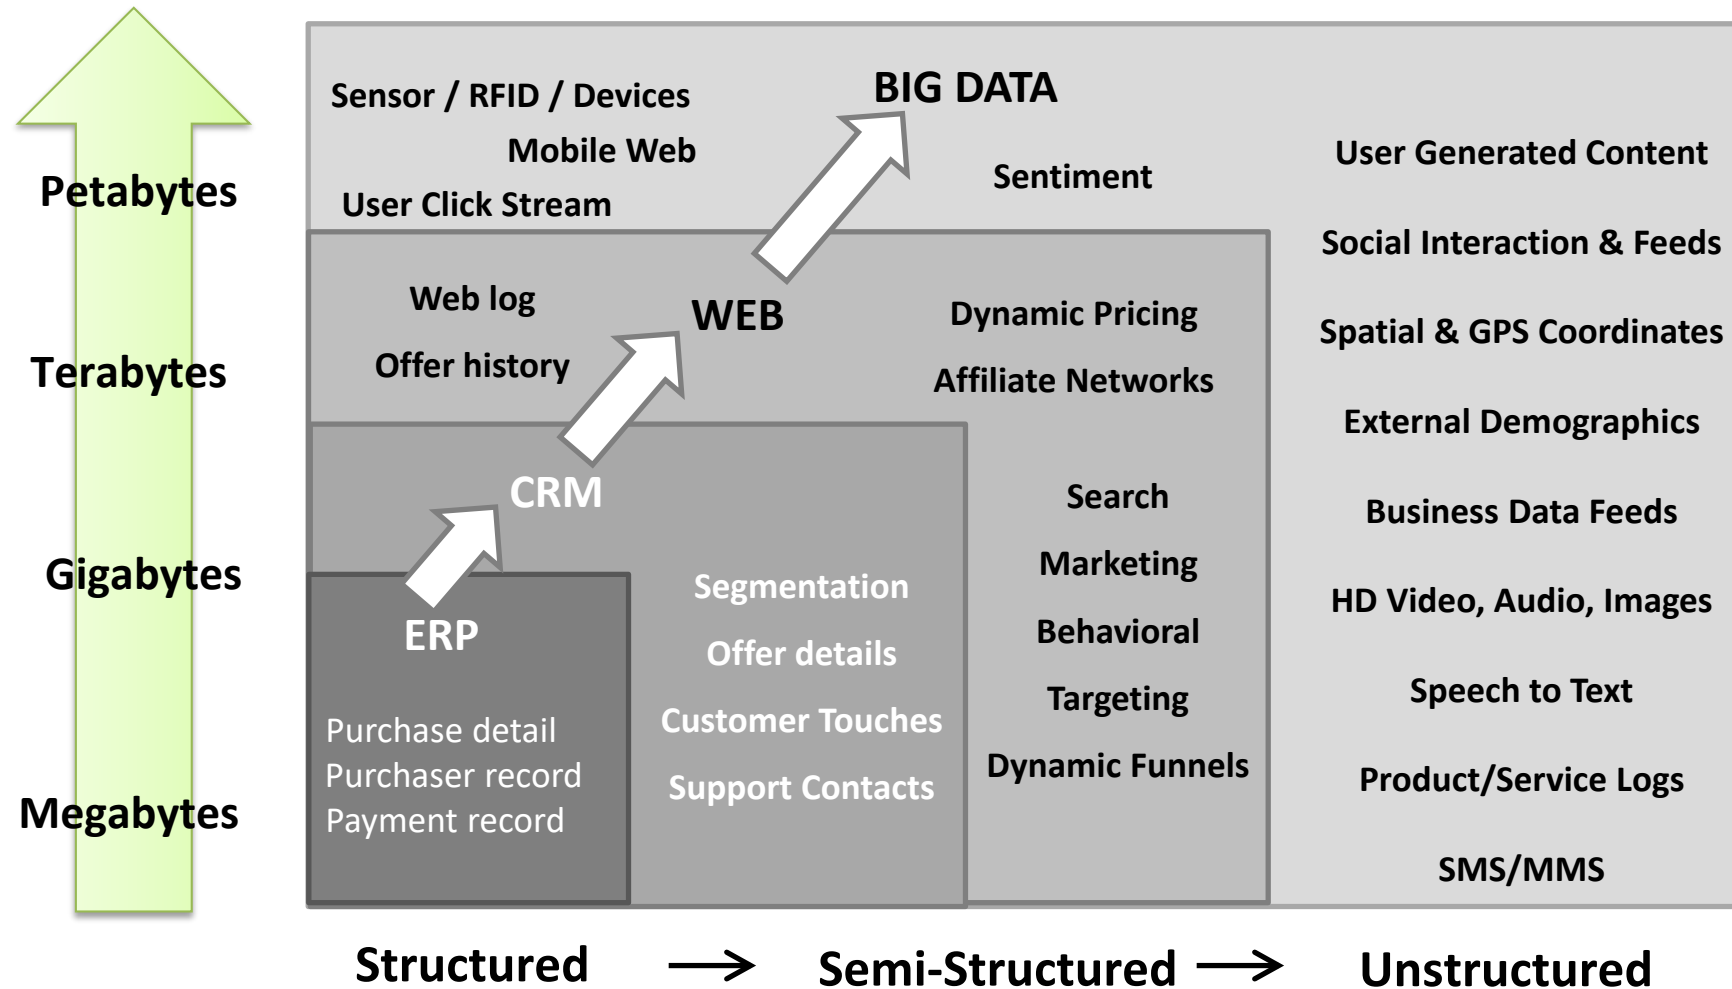 Petabytes
Terabytes
Gigabytes
Megabytes
BIG DATA
Sensor / RFID / Devices
Mobile Web
User Click Stream
Sentiment
User Generated Content
Social Interaction & Feeds
Spatial & GPS Coordinates
External Demographics
Business Data Feeds
HD Video, Audio, Images
Speech to Text
Product/Service Logs
SMS/MMS
WEB
Web log
Offer history
Dynamic Pricing
Affiliate Networks
Search
Marketing
Behavioral
Targeting
Dynamic Funnels
CRM
Segmentation
Offer details
Customer Touches
Support Contacts
ERP
Purchase detail
Purchaser record
Payment record
Structured
Semi-Structured
Unstructured